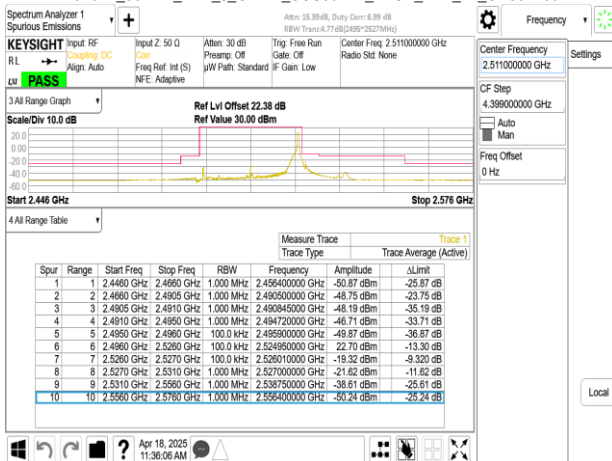 Spectrum Analyzer 1
Spurious Emissions
Attn: 15.39dB, Duty Corr: 6.99 dB
RBW Trans:4.77dB(2495*2527MHz)
Frequency
KEYSIGHT
Input: RF
Coupling: DC
Align: Auto
Input Z: 50 Ω
Corr
Freq Ref: Int (S)
NFE: Adaptive
Atten: 30 dB
Preamp: Off
µW Path: Standard
Trig: Free Run
Gate: Off
IF Gain: Low
Center Freq: 2.511000000 GHz
Radio Std: None
RL
LXI PASS
Center Frequency
2.511000000 GHz
Settings
CF Step
4.399000000 GHz
Auto
Man
Freq Offset
0 Hz
3 All Range Graph
Scale/Div 10.0 dB
Ref Lvl Offset 22.38 dB
Ref Value 30.00 dBm
20.0
0.00
-20.0
-40.0
-60.0
Start 2.446 GHz
Stop 2.576 GHz
4 All Range Table
Measure Trace Trace 1
Trace Type Trace Average (Active)
Spur Range Start Freq Stop Freq RBW Frequency Amplitude ΔLimit
1 1 2.4460 GHz 2.4660 GHz 1.000 MHz 2.456400000 GHz -50.87 dBm -25.87 dB
2 2 2.4660 GHz 2.4905 GHz 1.000 MHz 2.490500000 GHz -48.75 dBm -23.75 dB
3 3 2.4905 GHz 2.4910 GHz 1.000 MHz 2.490845000 GHz -48.19 dBm -35.19 dB
4 4 2.4910 GHz 2.4950 GHz 1.000 MHz 2.494720000 GHz -46.71 dBm -33.71 dB
5 5 2.4950 GHz 2.4960 GHz 100.0 kHz 2.495900000 GHz -49.87 dBm -36.87 dB
6 6 2.4960 GHz 2.5260 GHz 100.0 kHz 2.524950000 GHz 22.70 dBm -13.30 dB
7 7 2.5260 GHz 2.5270 GHz 100.0 kHz 2.526010000 GHz -19.32 dBm -9.320 dB
8 8 2.5270 GHz 2.5310 GHz 1.000 MHz 2.527000000 GHz -21.62 dBm -11.62 dB
9 9 2.5310 GHz 2.5560 GHz 1.000 MHz 2.538750000 GHz -38.61 dBm -25.61 dB
10 10 2.5560 GHz 2.5760 GHz 1.000 MHz 2.556400000 GHz -50.24 dBm -25.24 dB
Local
Apr 18, 2025
11:36:06 AM